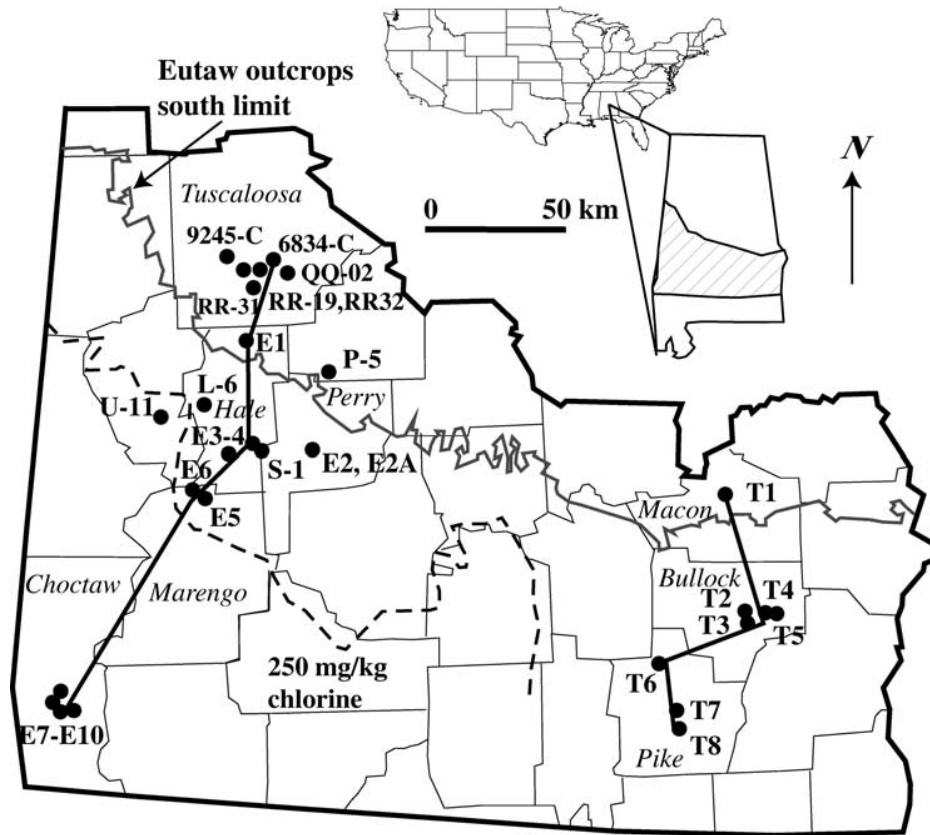 Eutaw outcrops
south limit
N
Tuscaloosa
0 50 km
9245-C
6834-C
QQ-02
RR-31
RR-19,RR32
E1
P-5
L-6
Hale
Perry
U-11
E3-4
S-1
E2, E2A
E6
E5
T1
Macon
Choctaw
Marengo
Bullock
T2
T4
T3
T5
250 mg/kg
chlorine
T6
E7-E10
T7
T8
Pike